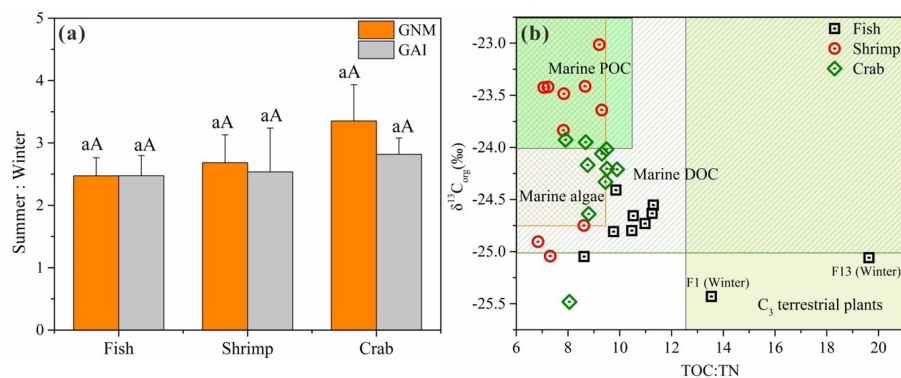 (a)
GNM
GAI
aA aA aA aA aA aA
5
4
3
2
1
0
Summer : Winter
Fish Shrimp Crab
(b)
Fish
Shrimp
Crab
Marine POC
Marine DOC
Marine algae
F13 (Winter)
F1 (Winter)
C₃ terrestrial plants
-23.0
-23.5
-24.0
-24.5
-25.0
-25.5
δ¹³Corg(‰)
6 8 10 12 14 16 18 20
TOC:TN